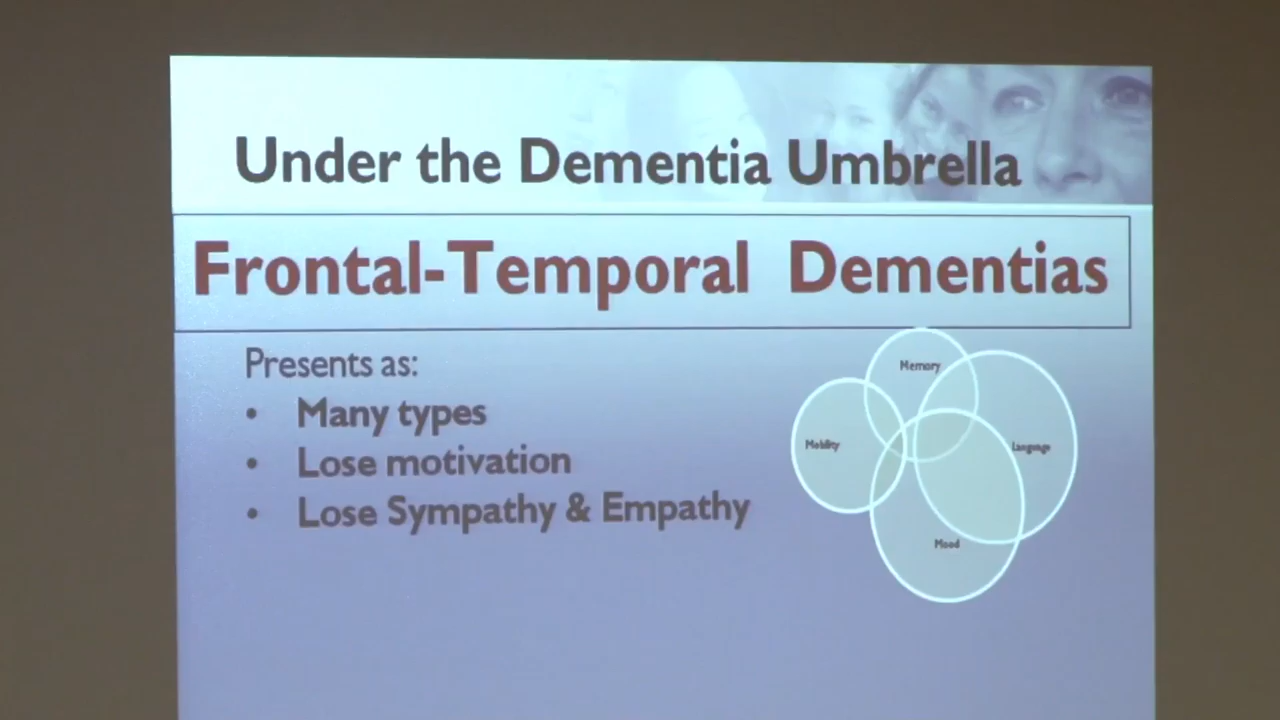 Under the Dementia Umbrella
Frontal-Temporal Dementias
Presents as:
• Many types
• Lose motivation
• Lose Sympathy & Empathy
Memory
Mobility
Language
Mood